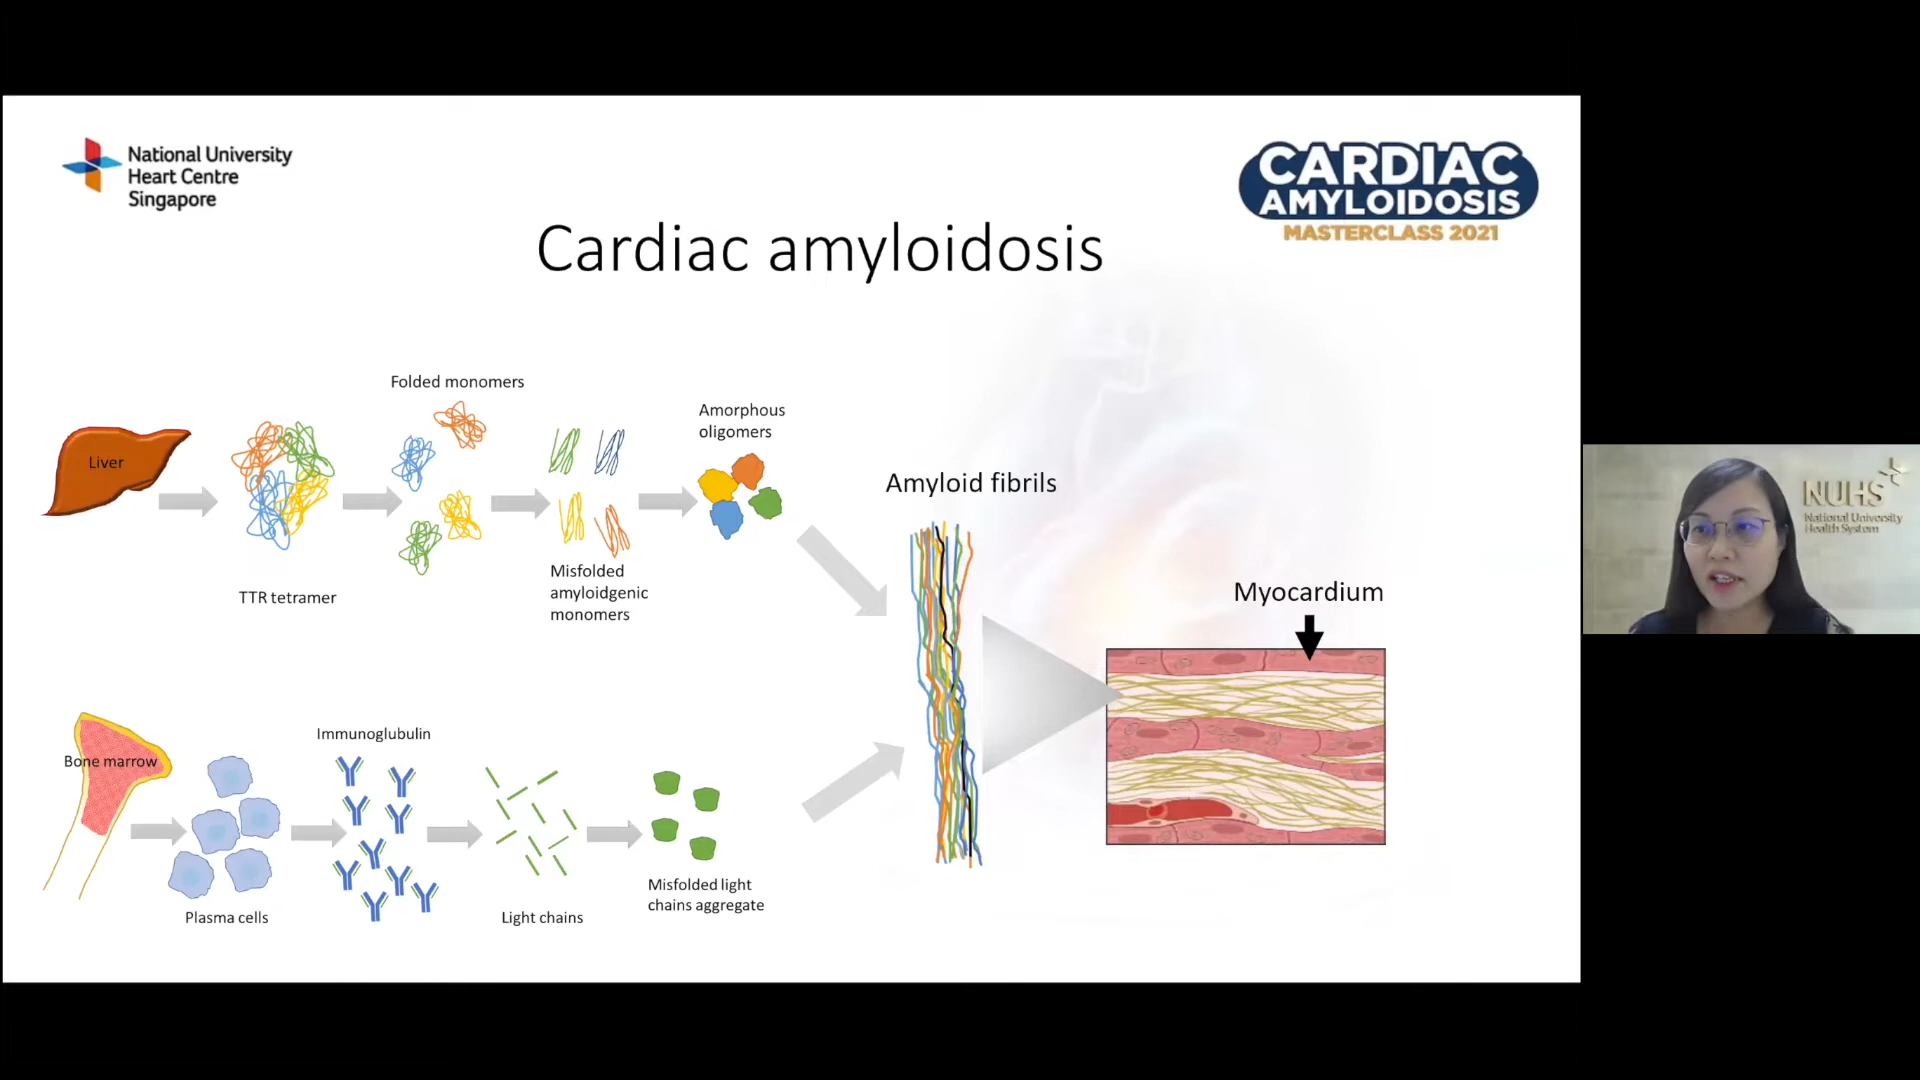 National University
Heart Centre
Singapore
CARDIAC
AMYLOIDOSIS
MASTERCLASS 2021
Cardiac amyloidosis
Folded monomers
Amorphous
oligomers
Liver
Amyloid fibrils
Misfolded
amyloidgenic
monomers
TTR tetramer
Myocardium
Immunoglubulin
Bone marrow
Misfolded light
chains aggregate
Plasma cells
Light chains
NUHS
National University
Health System